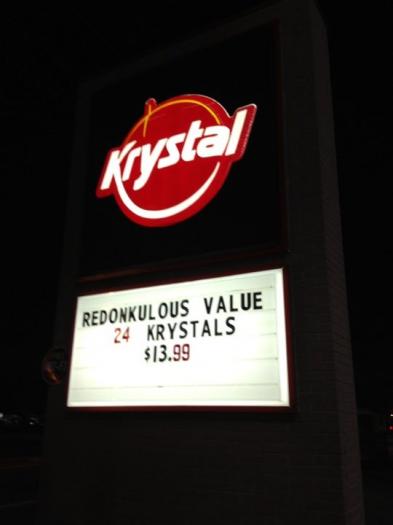 Krystal
REDONKULOUS VALUE
24 KRYSTALS
$13.99